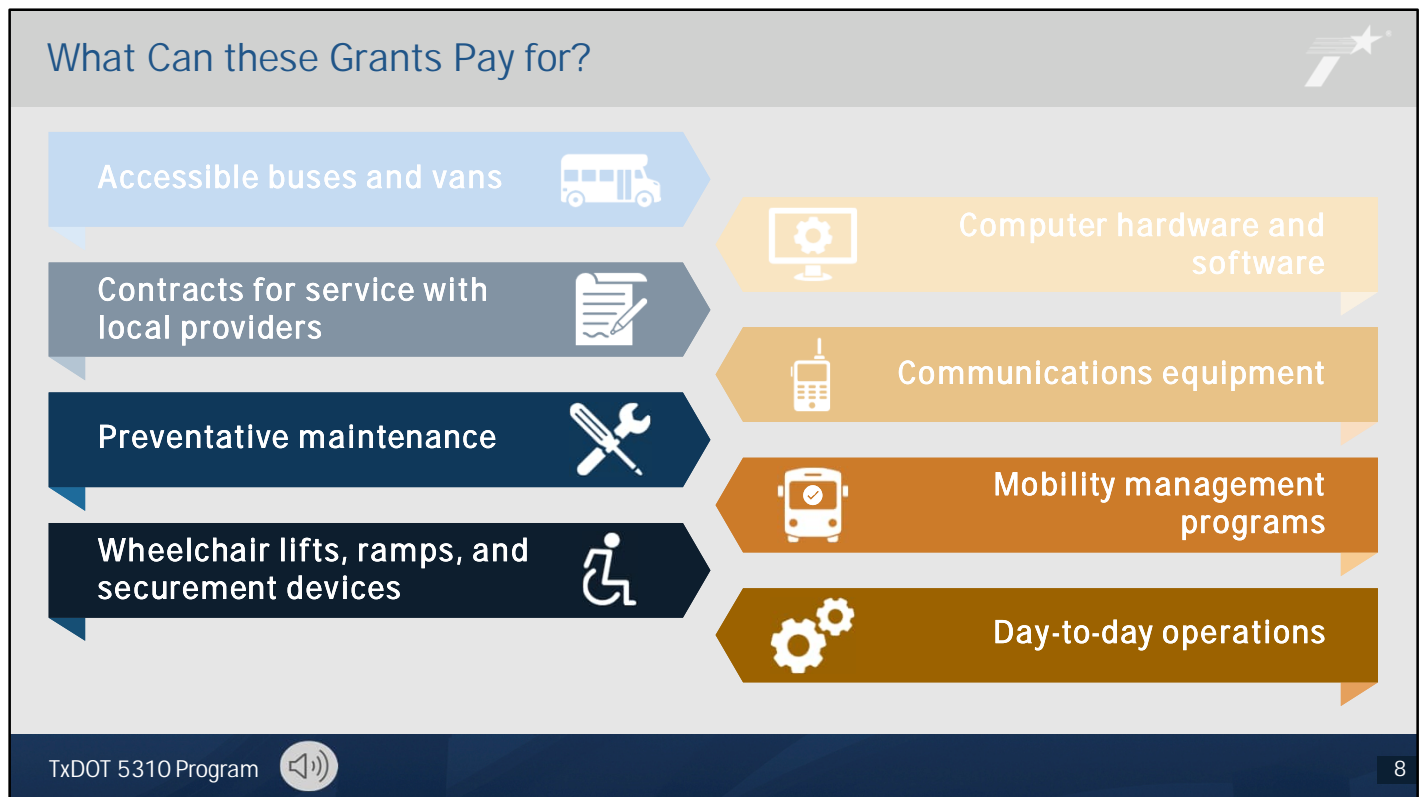 What Can these Grants Pay for?
Accessible buses and vans
Contracts for service with
local providers
Preventative maintenance
Wheelchair lifts, ramps, and
securement devices
Computer hardware and
software
Communications equipment
Mobility management
programs
Day-to-day operations
TxDOT 5310 Program
8